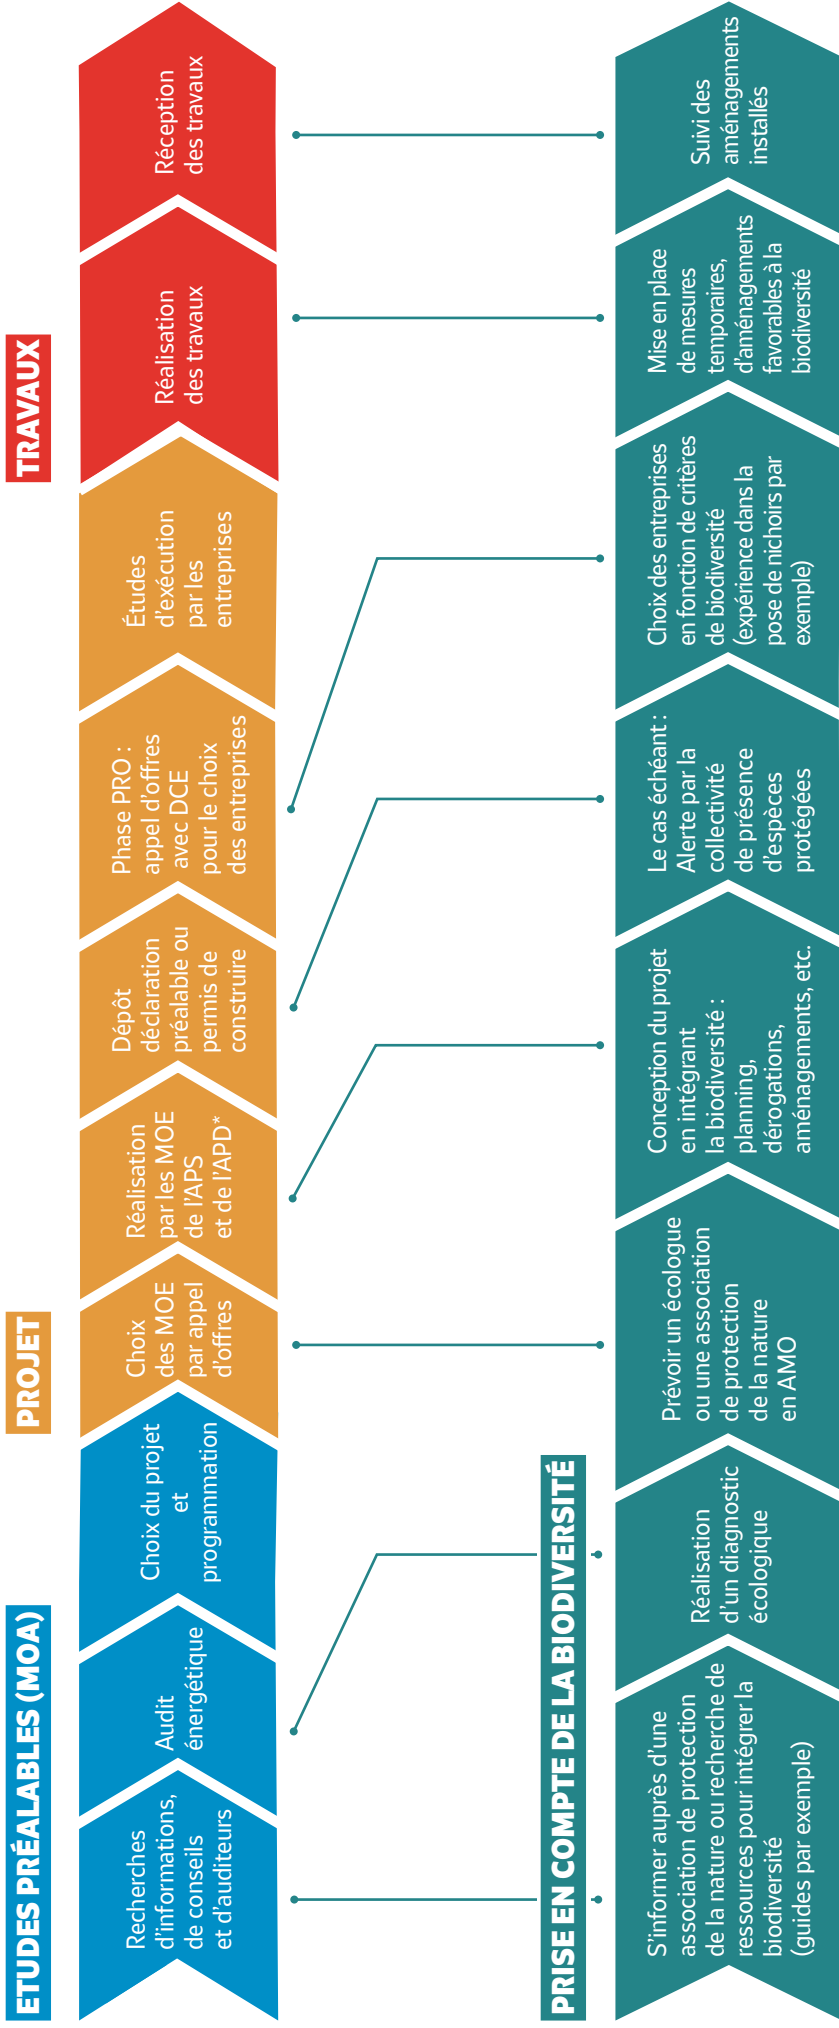 ETUDES PRÉALABLES (MOA)
PROJET
TRAVAUX
Recherches
d'informations,
de conseils
et d'auditeurs
Audit
énergétique
Choix du projet
et
programmation
Choix
des MOE
par appel
d'offres
Réalisation
par les MOE
de l'APS
et de l'APD*
Dépôt
déclaration
préalable ou
permis de
construire
Phase PRO :
appel d'offres
avec DCE
pour le choix
des entreprises
Études
d'exécution
par les
entreprises
Réalisation
des travaux
Réception
des travaux
PRISE EN COMPTE DE LA BIODIVERSITÉ
S'informer auprès d'une
association de protection
de la nature ou recherche de
ressources pour intégrer la
biodiversité
(guides par exemple)
Réalisation
d'un diagnostic
écologique
Prévoir un écologue
ou une association
de protection
de la nature
en AMO
Conception du projet
en intégrant
la biodiversité :
planning,
dérogations,
aménagements, etc.
Le cas échéant :
Alerte par la
collectivité
de présence
d'espèces
protégées
Choix des entreprises
en fonction de critères
de biodiversité
(expérience dans la
pose de nichoirs par
exemple)
Mise en place
de mesures
temporaires,
d'aménagements
favorables à la
biodiversité
Suivi des
aménagements
installés